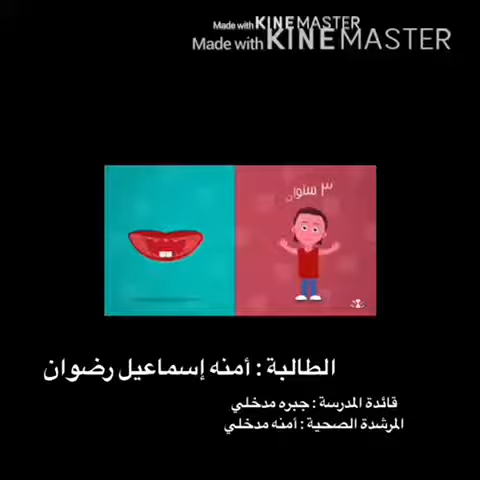 Made with KINEMASTER
Made with KINEMASTER
٣ سنوات
الطالبة : أمنه إسماعيل رضوان
قائدة المدرسة : جبره مدخلي
المرشدة الصحية : أمنه مدخلي